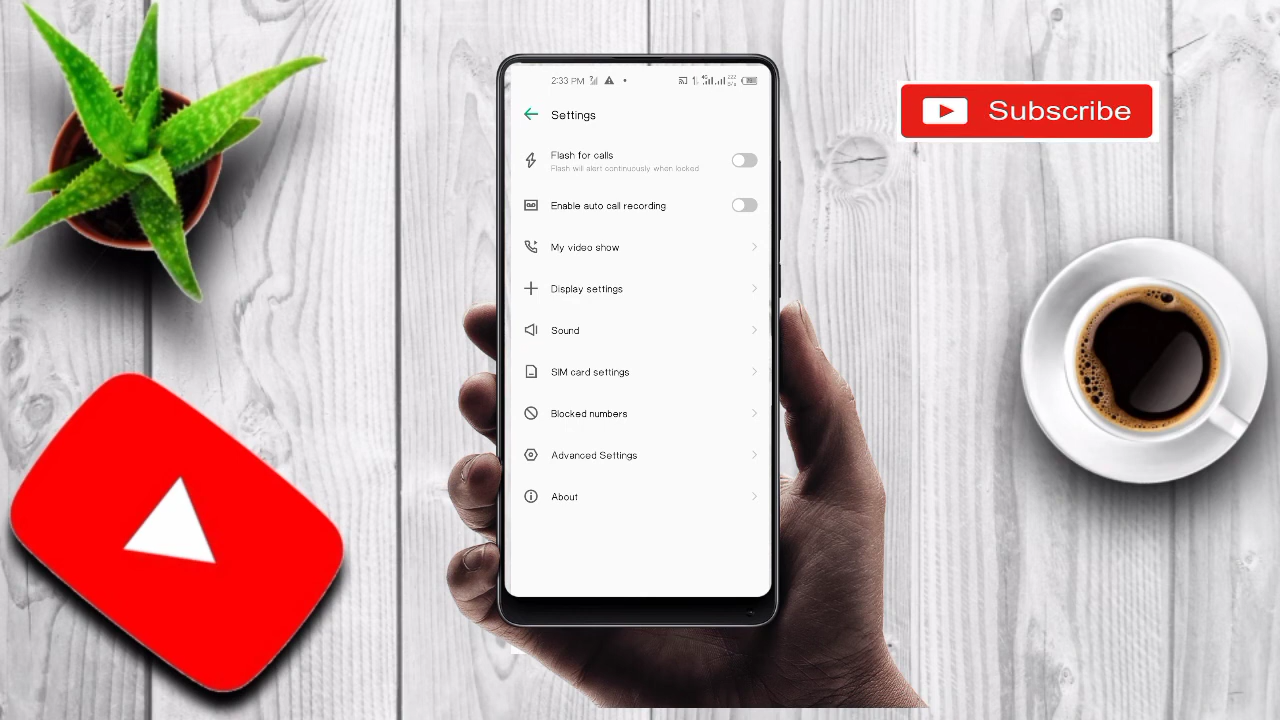 2:33 PM
Settings
Flash for calls
Flash will alert continuously when locked
Enable auto call recording
My video show
Display settings
Sound
SIM card settings
Blocked numbers
Advanced Settings
About
Subscribe